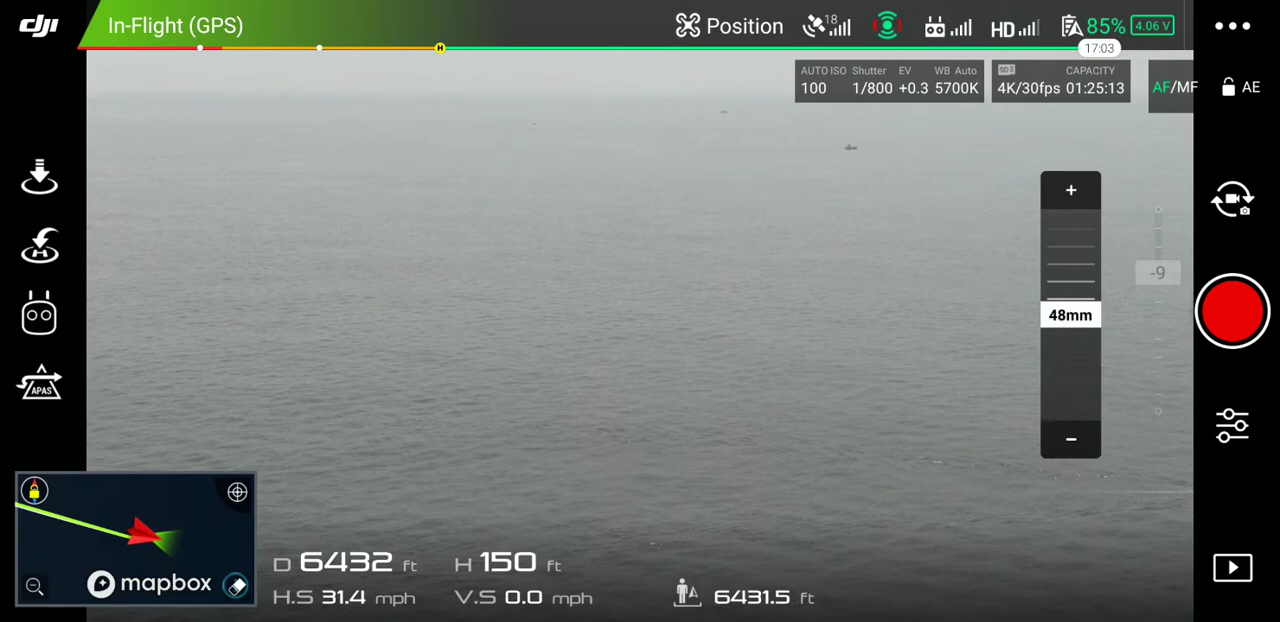 dji
In-Flight (GPS)
Position
18
HD
85%
4.06 V
17:03
H
AUTO ISO Shutter EV WB Auto
100 1/800 +0.3 5700K
SD
CAPACITY
4K/30fps 01:25:13
AF/MF
AE
+
48mm
−
-9
H
APAS
mapbox
D 6432 ft H 150 ft
H.S 31.4 mph V.S 0.0 mph 6431.5 ft